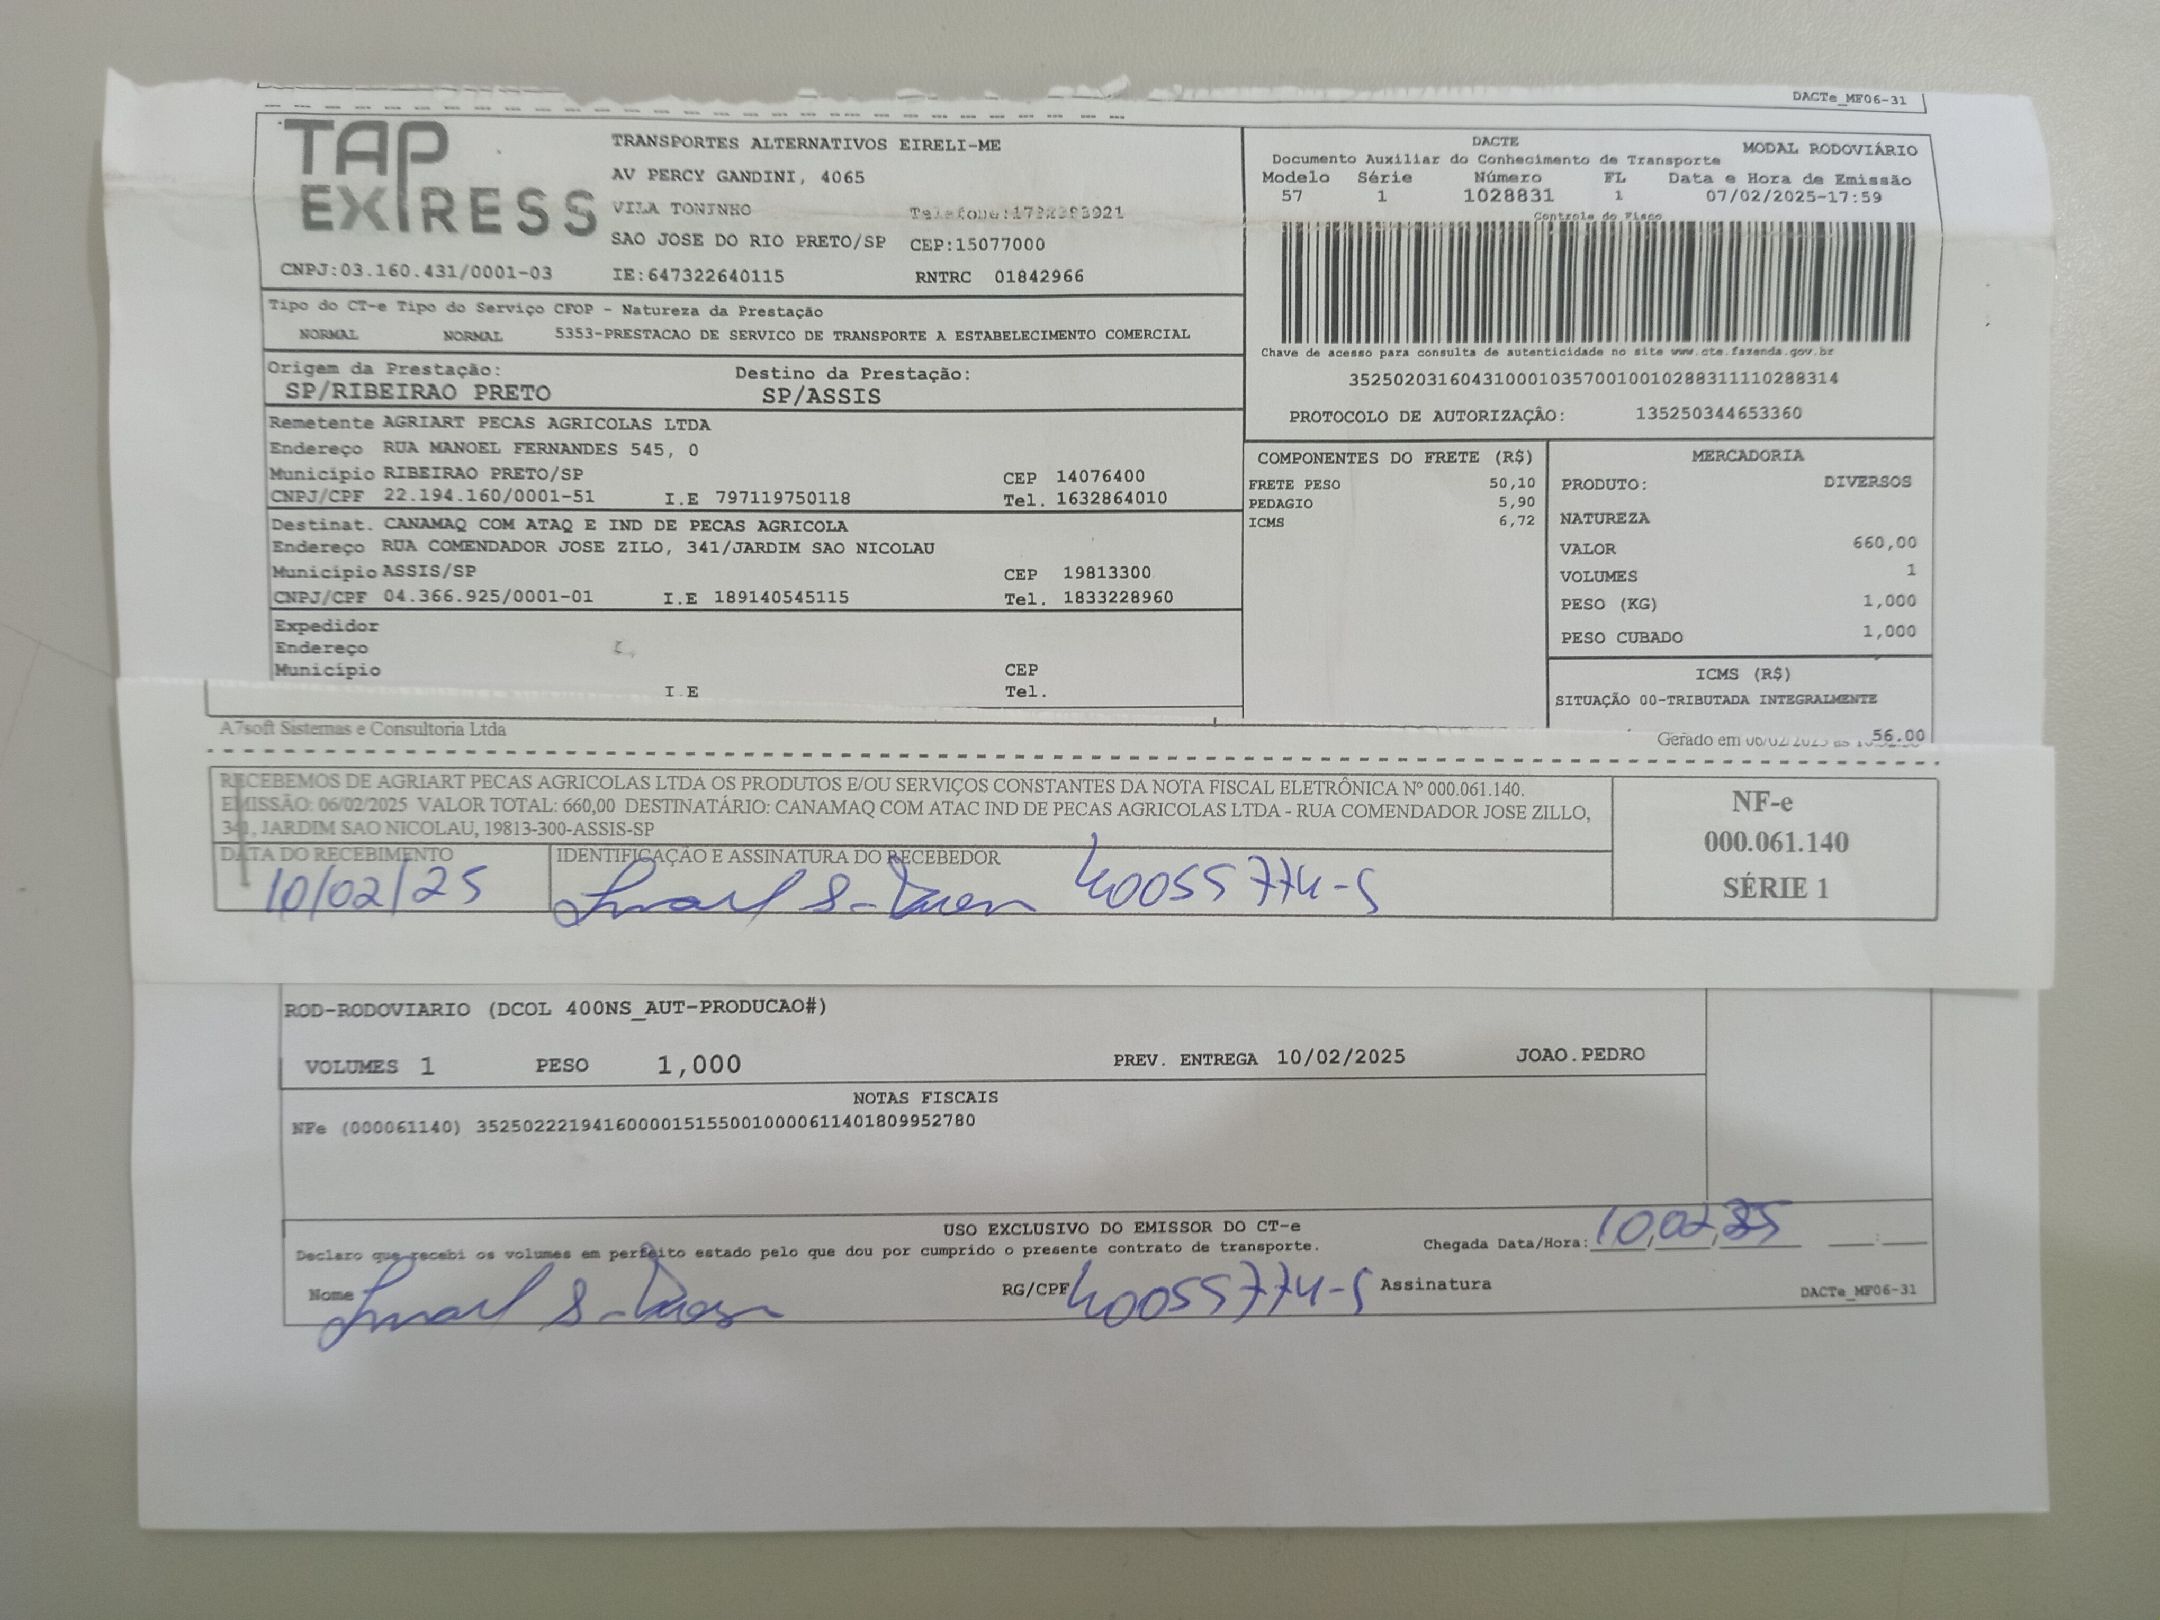 DACTe_MF06-31
TAP EXPRESS
TRANSPORTES ALTERNATIVOS EIRELI-ME
AV PERCY GANDINI, 4065
VILA TONINHO
SAO JOSE DO RIO PRETO/SP CEP:15077000
CNPJ:03.160.431/0001-03 IE:647322640115 RNTRC 01842966
DACTE MODAL RODOVIÁRIO
Documento Auxiliar do Conhecimento de Transporte
Modelo Série Número FL Data e Hora de Emissão
57 1 1028831 1 07/02/2025-17:59
Controle do Fisco
Chave de acesso para consulta de autenticidade no site www.cte.fazenda.gov.br
35250203160431000103570010010288311110288314
PROTOCOLO DE AUTORIZAÇÃO: 135250344653360
Tipo do CT-e Tipo do Serviço CFOP - Natureza da Prestação
NORMAL NORMAL 5353-PRESTACAO DE SERVICO DE TRANSPORTE A ESTABELECIMENTO COMERCIAL
Origem da Prestação: Destino da Prestação:
SP/RIBEIRAO PRETO SP/ASSIS
Remetente AGRIART PECAS AGRICOLAS LTDA
Endereço RUA MANOEL FERNANDES 545, 0
Município RIBEIRAO PRETO/SP CEP 14076400
CNPJ/CPF 22.194.160/0001-51 I.E 797119750118 Tel. 1632864010
Destinat. CANAMAQ COM ATAQ E IND DE PECAS AGRICOLA
Endereço RUA COMENDADOR JOSE ZILO, 341/JARDIM SAO NICOLAU
Município ASSIS/SP CEP 19813300
CNPJ/CPF 04.366.925/0001-01 I.E 189140545115 Tel. 1833228960
Expedidor
Endereço
Município CEP
I.E Tel.
COMPONENTES DO FRETE (R$)
FRETE PESO 50,10
PEDAGIO 5,90
ICMS 6,72
MERCADORIA
PRODUTO: DIVERSOS
NATUREZA
VALOR 660,00
VOLUMES 1
PESO (KG) 1,000
PESO CUBADO 1,000
ICMS (R$)
SITUAÇÃO 00-TRIBUTADA INTEGRALMENTE
56.00
A7soft Sistemas e Consultoria Ltda
Gerado em 06/02/2025 às
RECEBEMOS DE AGRIART PECAS AGRICOLAS LTDA OS PRODUTOS E/OU SERVIÇOS CONSTANTES DA NOTA FISCAL ELETRÔNICA Nº 000.061.140.
EMISSÃO: 06/02/2025 VALOR TOTAL: 660,00 DESTINATÁRIO: CANAMAQ COM ATAC IND DE PECAS AGRICOLAS LTDA - RUA COMENDADOR JOSE ZILLO,
341, JARDIM SAO NICOLAU, 19813-300-ASSIS-SP
DATA DO RECEBIMENTO IDENTIFICAÇÃO E ASSINATURA DO RECEBEDOR
10/02/25 40055774-5
NF-e
000.061.140
SÉRIE 1
ROD-RODOVIARIO (DCOL 400NS_AUT-PRODUCAO#)
VOLUMES 1 PESO 1,000 PREV. ENTREGA 10/02/2025 JOAO.PEDRO
NOTAS FISCAIS
NFe (000061140) 35250222194160000151550010000611401809952780
USO EXCLUSIVO DO EMISSOR DO CT-e
Declaro que recebi os volumes em perfeito estado pelo que dou por cumprido o presente contrato de transporte. Chegada Data/Hora: 10/02/25
Nome RG/CPF 40055774-5 Assinatura DACTe_MF06-31